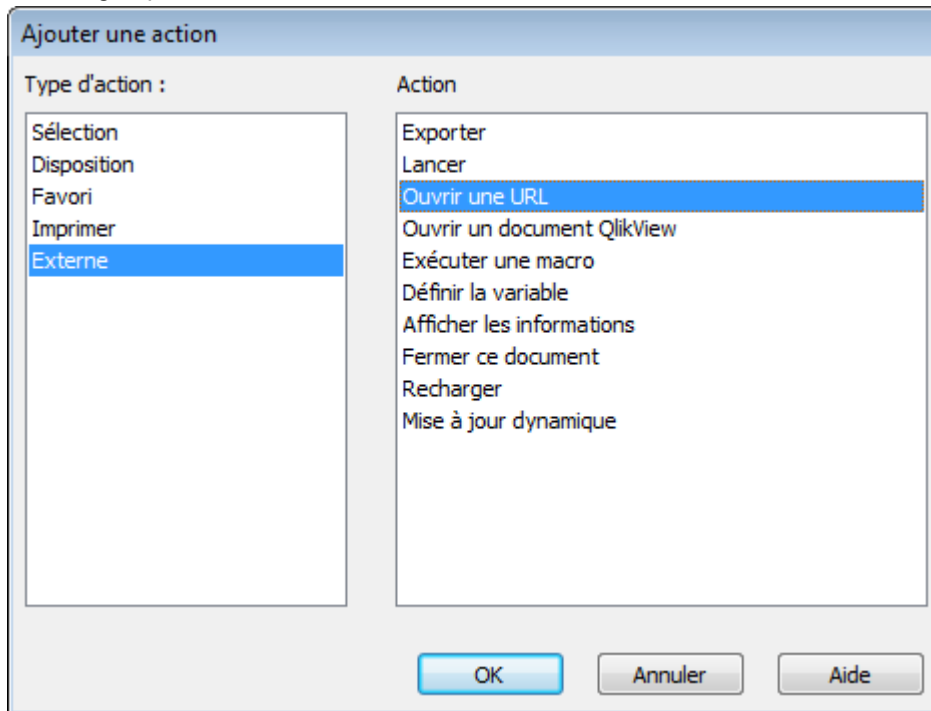 Ajouter une action
Type d'action :
Action
Sélection
Disposition
Favori
Imprimer
Externe
Exporter
Lancer
Ouvrir une URL
Ouvrir un document QlikView
Exécuter une macro
Définir la variable
Afficher les informations
Fermer ce document
Recharger
Mise à jour dynamique
OK
Annuler
Aide